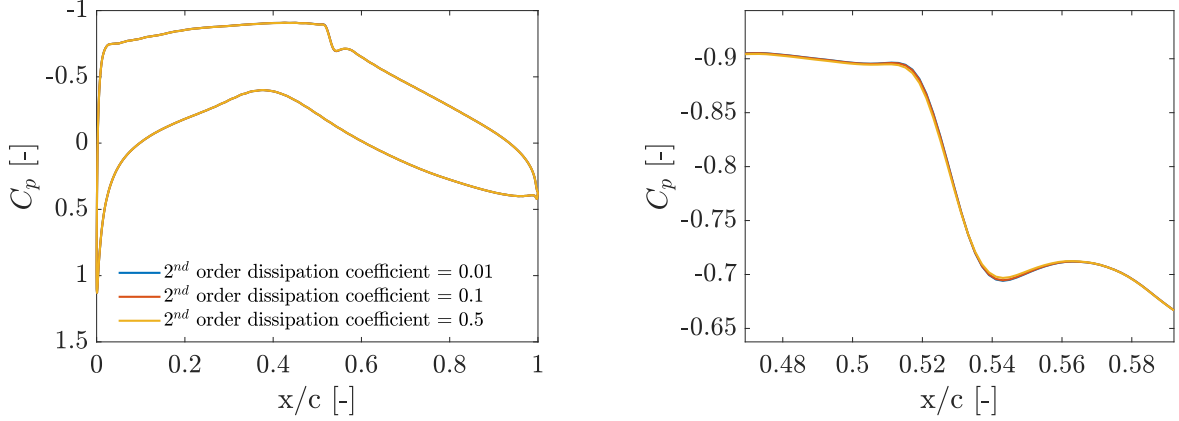 -1
-0.5
0
0.5
1
1.5
C_p [-]
0 0.2 0.4 0.6 0.8 1
x/c [-]
2^{nd} order dissipation coefficient = 0.01
2^{nd} order dissipation coefficient = 0.1
2^{nd} order dissipation coefficient = 0.5
-0.9
-0.85
-0.8
-0.75
-0.7
-0.65
C_p [-]
0.48 0.5 0.52 0.54 0.56 0.58
x/c [-]